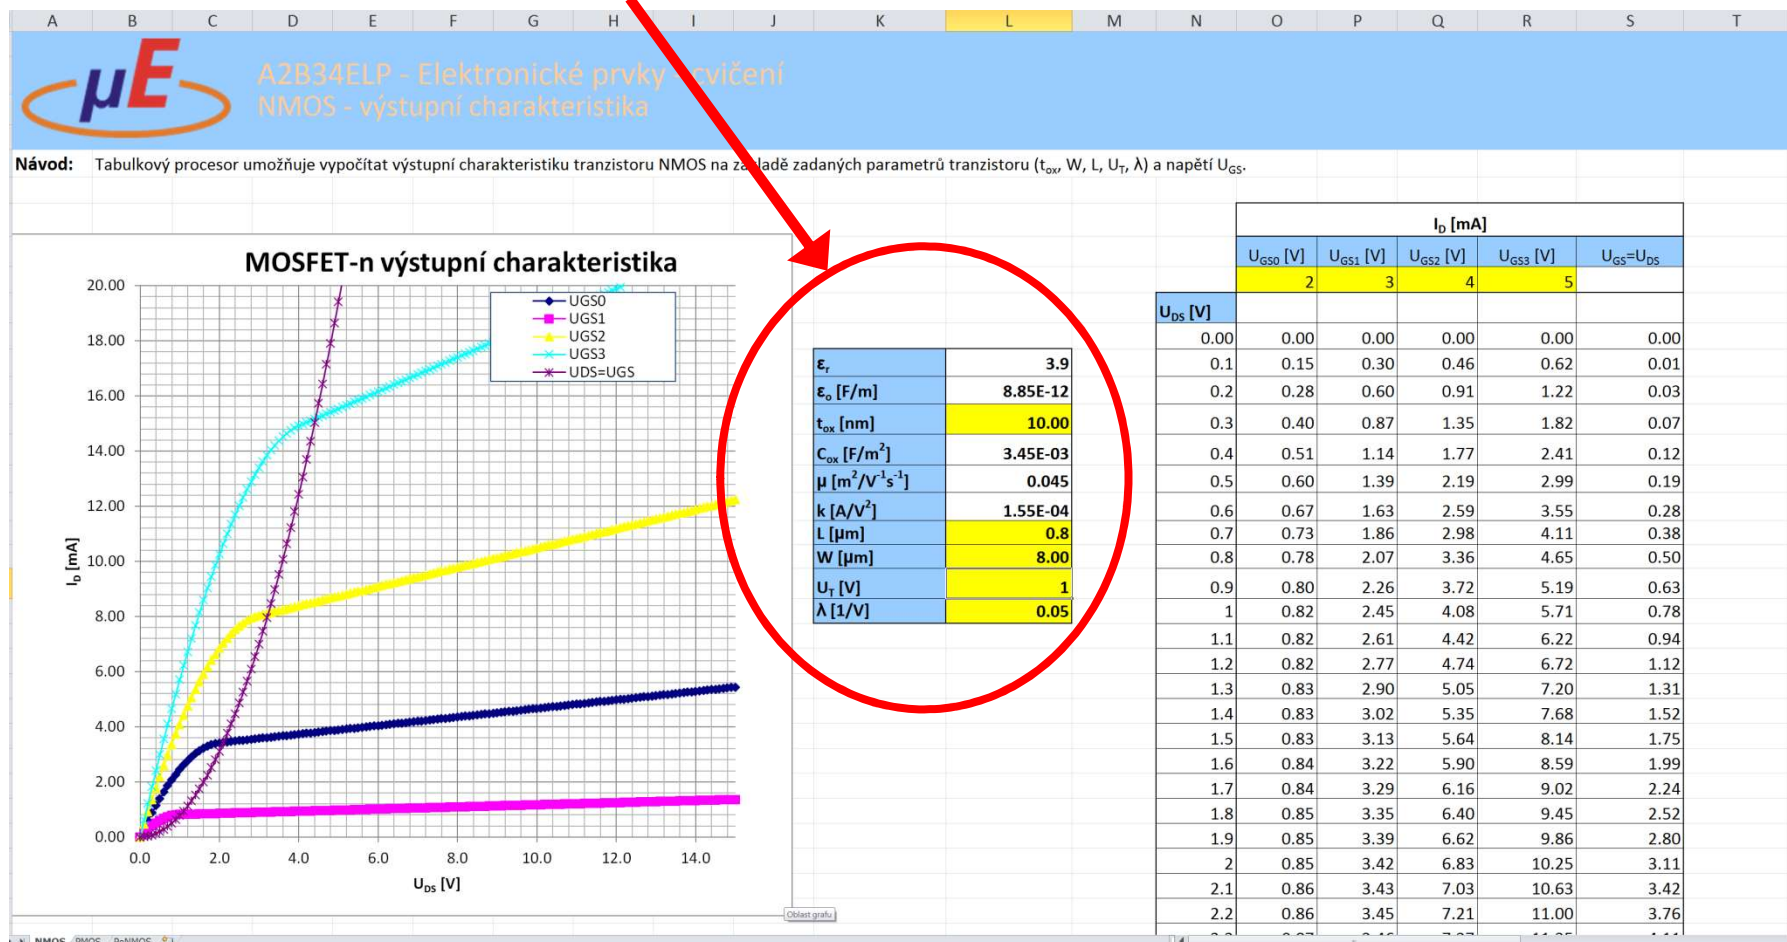 A B C D E F G H I J K L M N O P Q R S T
µE
A2B34ELP - Elektronické prvky - cvičení
NMOS - výstupní charakteristika
Návod: Tabulkový procesor umožňuje vypočítat výstupní charakteristiku tranzistoru NMOS na základě zadaných parametrů tranzistoru (tox, W, L, UT, λ) a napětí UGS.
MOSFET-n výstupní charakteristika
20.00
18.00
16.00
14.00
12.00
10.00
8.00
6.00
4.00
2.00
0.00
ID [mA]
UGS0
UGS1
UGS2
UGS3
UDS=UGS
0.0 2.0 4.0 6.0 8.0 10.0 12.0 14.0
UDS [V]
Oblast grafu
εr 3.9
εo [F/m] 8.85E-12
tox [nm] 10.00
Cox [F/m²] 3.45E-03
µ [m²/V⁻¹s⁻¹] 0.045
k [A/V²] 1.55E-04
L [µm] 0.8
W [µm] 8.00
UT [V] 1
λ [1/V] 0.05
ID [mA]
UGS0 [V] UGS1 [V] UGS2 [V] UGS3 [V] UGS=UDS
2 3 4 5
UDS [V]
0.00 0.00 0.00 0.00 0.00 0.00
0.1 0.15 0.30 0.46 0.62 0.01
0.2 0.28 0.60 0.91 1.22 0.03
0.3 0.40 0.87 1.35 1.82 0.07
0.4 0.51 1.14 1.77 2.41 0.12
0.5 0.60 1.39 2.19 2.99 0.19
0.6 0.67 1.63 2.59 3.55 0.28
0.7 0.73 1.86 2.98 4.11 0.38
0.8 0.78 2.07 3.36 4.65 0.50
0.9 0.80 2.26 3.72 5.19 0.63
1 0.82 2.45 4.08 5.71 0.78
1.1 0.82 2.61 4.42 6.22 0.94
1.2 0.82 2.77 4.74 6.72 1.12
1.3 0.83 2.90 5.05 7.20 1.31
1.4 0.83 3.02 5.35 7.68 1.52
1.5 0.83 3.13 5.64 8.14 1.75
1.6 0.84 3.22 5.90 8.59 1.99
1.7 0.84 3.29 6.16 9.02 2.24
1.8 0.85 3.35 6.40 9.45 2.52
1.9 0.85 3.39 6.62 9.86 2.80
2 0.85 3.42 6.83 10.25 3.11
2.1 0.86 3.43 7.03 10.63 3.42
2.2 0.86 3.45 7.21 11.00 3.76
NMOS PMOS